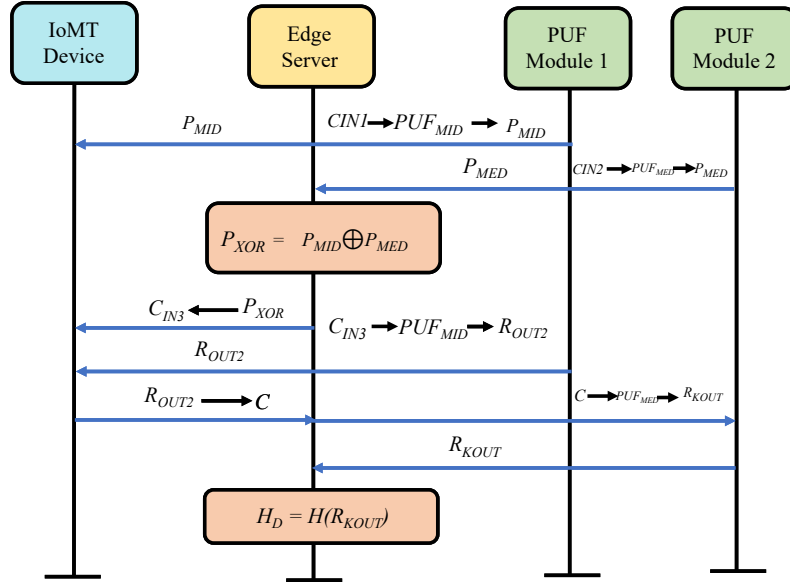 IoMT
Device
Edge
Server
PUF
Module 1
PUF
Module 2
P_MID
CIN1→PUF_MID→P_MID
P_MED
CIN2→PUF_MED→P_MED
P_XOR = P_MID⊕P_MED
C_IN3←P_XOR
C_IN3→PUF_MID→R_OUT2
R_OUT2
C→PUF_MED→R_KOUT
R_OUT2→C
R_KOUT
H_D = H(R_KOUT)